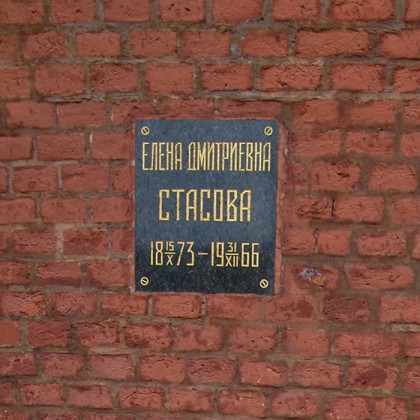 ЕЛЕНА ДМИТРИЕВНА
СТАСОВА
18 15/X 73 – 19 31/XII 66